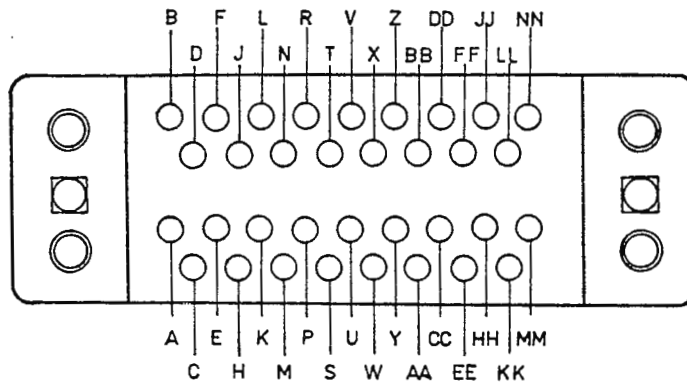 B F L R V Z DD JJ NN
D J N T X BB FF LL
A E K P U Y CC HH MM
C H M S W AA EE KK